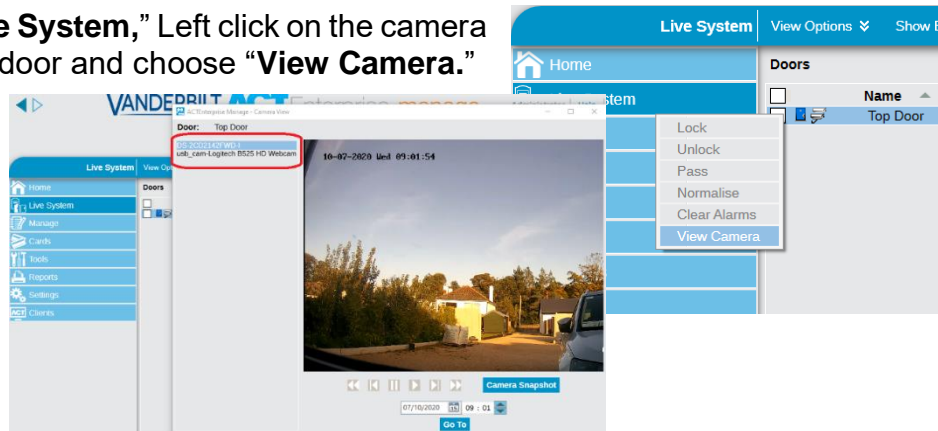 e System,” Left click on the camera
door and choose “View Camera.”
Live System
View Options
Show E
Home
Doors
stem
Name
Top Door
Lock
Unlock
Pass
Normalise
Clear Alarms
View Camera
VANDERBILT ACT Enterprise manage
ACTEnterprise Manage - Camera View
Door: Top Door
DS-2CD2142FWD-I
usb_cam-Logitech B525 HD Webcam
10-07-2020 Wed 09:01:54
Live System
View Op
Home
Doors
Live System
Manage
Cards
Tools
Reports
Settings
ACT Clients
Camera Snapshot
07/10/2020 15 09 : 01
Go To